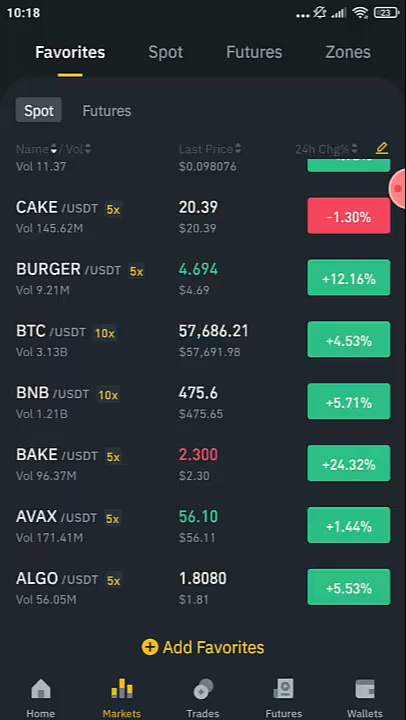 10:18
23
Favorites Spot Futures Zones
Spot Futures
Name / Vol Last Price 24h Chg%
Vol 11.37 $0.098076
CAKE /USDT 5x 20.39 -1.30%
Vol 145.62M $20.39
BURGER /USDT 5x 4.694 +12.16%
Vol 9.21M $4.69
BTC /USDT 10x 57,686.21 +4.53%
Vol 3.13B $57,691.98
BNB /USDT 10x 475.6 +5.71%
Vol 1.21B $475.65
BAKE /USDT 5x 2.300 +24.32%
Vol 96.37M $2.30
AVAX /USDT 5x 56.10 +1.44%
Vol 171.41M $56.11
ALGO /USDT 5x 1.8080 +5.53%
Vol 56.05M $1.81
Add Favorites
Home Markets Trades Futures Wallets